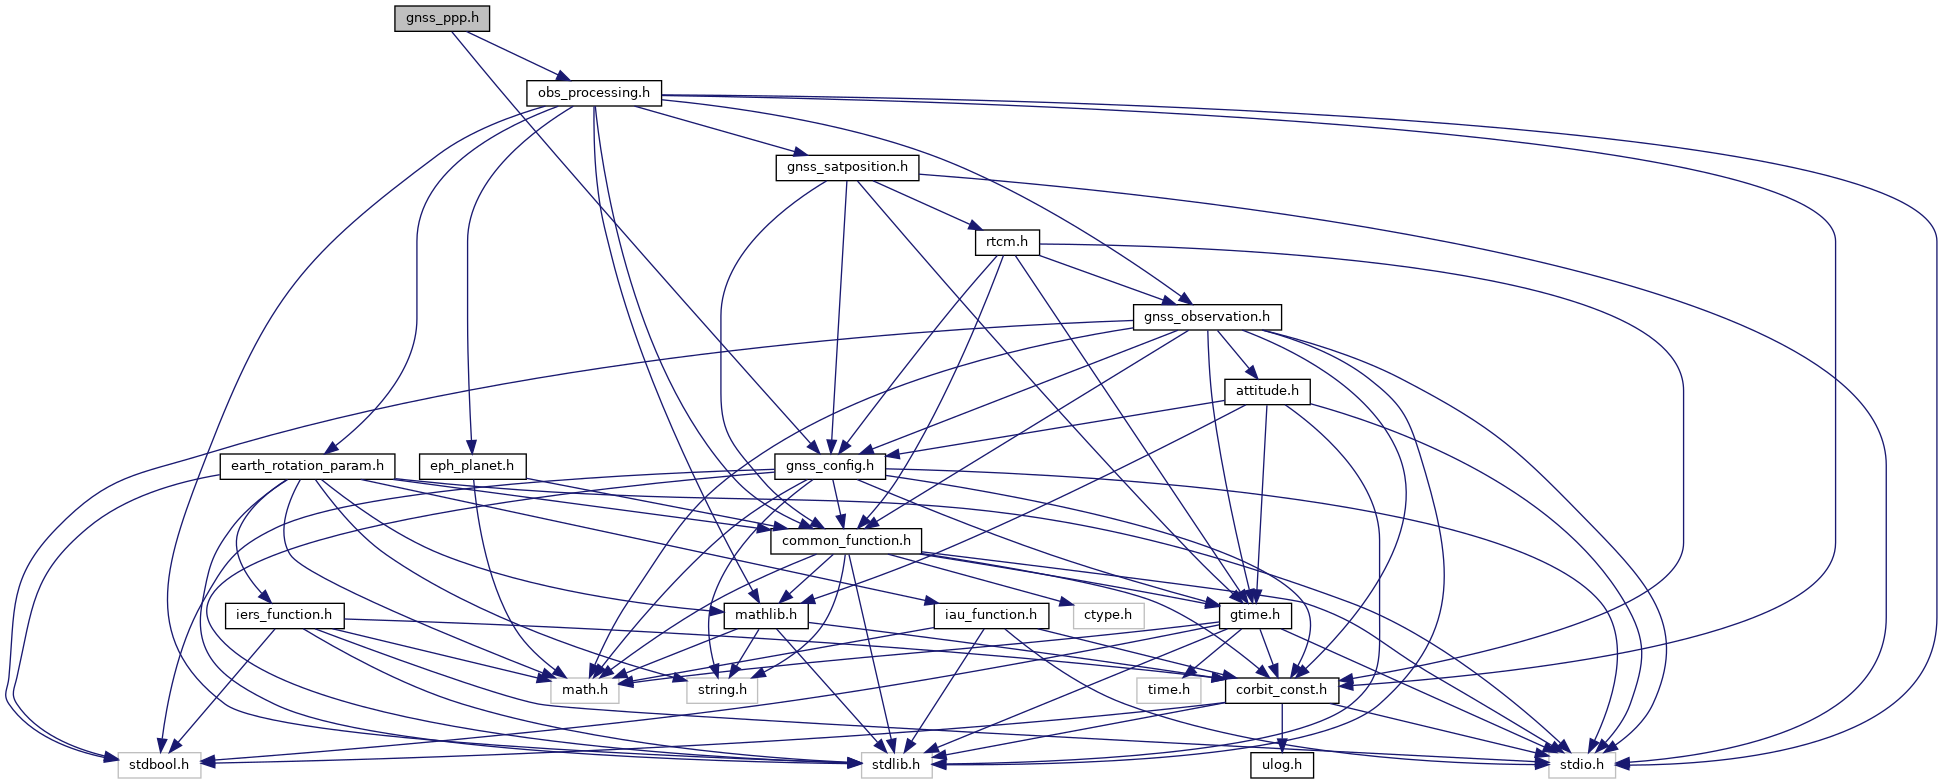 gnss_ppp.h
obs_processing.h
gnss_satposition.h
rtcm.h
gnss_observation.h
attitude.h
earth_rotation_param.h
eph_planet.h
gnss_config.h
common_function.h
iers_function.h
mathlib.h
iau_function.h
ctype.h
gtime.h
math.h
string.h
time.h
corbit_const.h
stdbool.h
stdlib.h
ulog.h
stdio.h